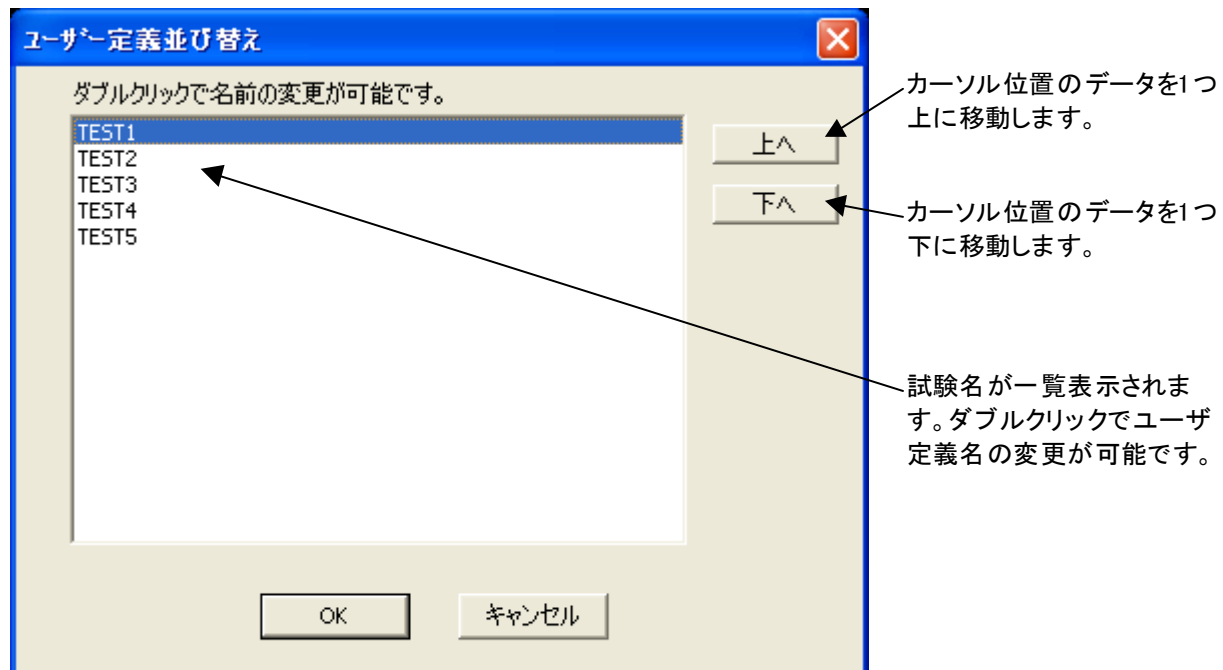 ユーザー定義並び替え
ダブルクリックで名前の変更が可能です。
TEST1
TEST2
TEST3
TEST4
TEST5
上へ
下へ
OK
キャンセル
カーソル位置のデータを1つ
上に移動します。
カーソル位置のデータを1つ
下に移動します。
試験名が一覧表示されま
す。ダブルクリックでユーザ
定義名の変更が可能です。